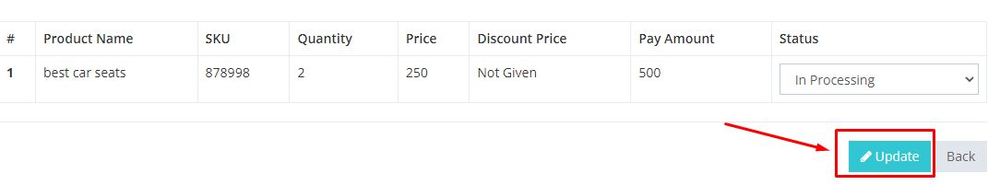 # Product Name SKU Quantity Price Discount Price Pay Amount Status
1 best car seats 878998 2 250 Not Given 500 In Processing
Update Back